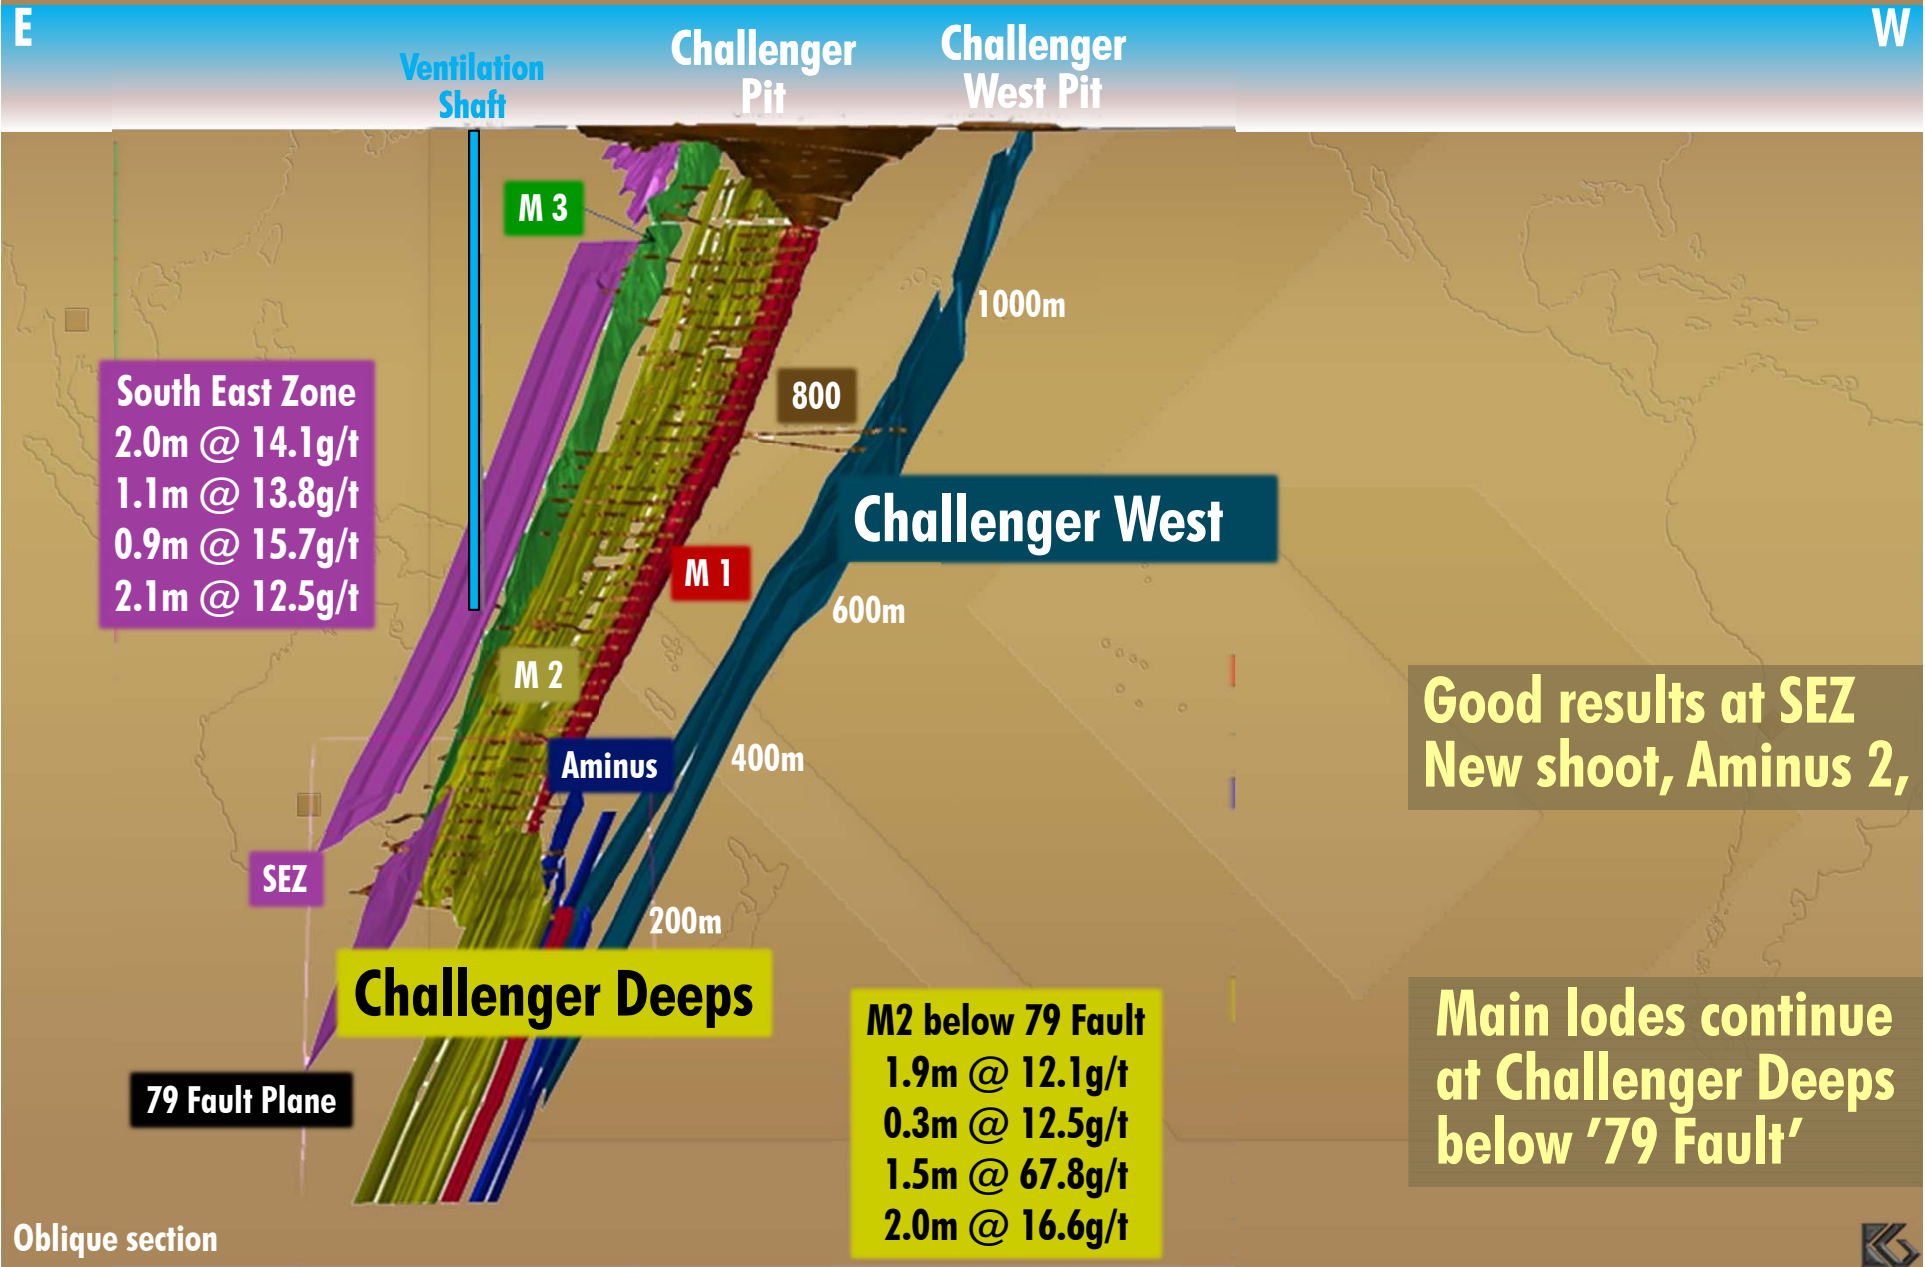 E
W
Ventilation
Shaft
Challenger
Pit
Challenger
West Pit
M 3
1000m
South East Zone
2.0m @ 14.1g/t
1.1m @ 13.8g/t
0.9m @ 15.7g/t
2.1m @ 12.5g/t
800
Challenger West
M 1
600m
M 2
Aminus
400m
Good results at SEZ
New shoot, Aminus 2,
SEZ
200m
Challenger Deeps
M2 below 79 Fault
1.9m @ 12.1g/t
0.3m @ 12.5g/t
1.5m @ 67.8g/t
2.0m @ 16.6g/t
Main lodes continue
at Challenger Deeps
below ’79 Fault’
79 Fault Plane
Oblique section